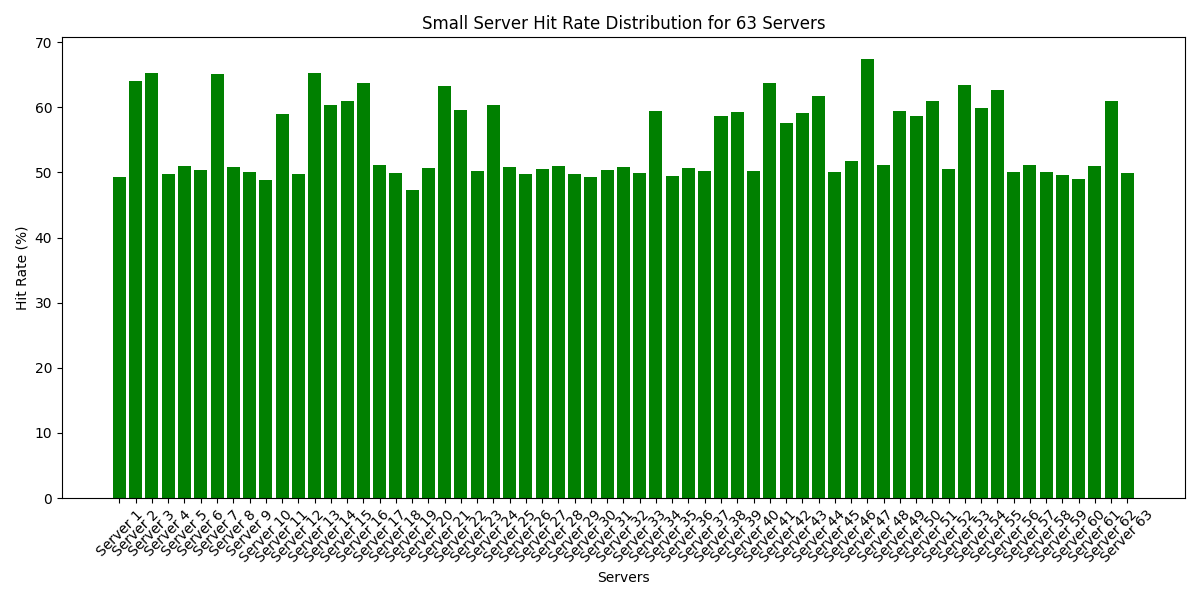 Small Server Hit Rate Distribution for 63 Servers
70
60
50
40
30
20
10
0
Hit Rate (%)
Server 1
Server 2
Server 3
Server 4
Server 5
Server 6
Server 7
Server 8
Server 9
Server 10
Server 11
Server 12
Server 13
Server 14
Server 15
Server 16
Server 17
Server 18
Server 19
Server 20
Server 21
Server 22
Server 23
Server 24
Server 25
Server 26
Server 27
Server 28
Server 29
Server 30
Server 31
Server 32
Server 33
Server 34
Server 35
Server 36
Server 37
Server 38
Server 39
Server 40
Server 41
Server 42
Server 43
Server 44
Server 45
Server 46
Server 47
Server 48
Server 49
Server 50
Server 51
Server 52
Server 53
Server 54
Server 55
Server 56
Server 57
Server 58
Server 59
Server 60
Server 61
Server 62
Server 63
Servers